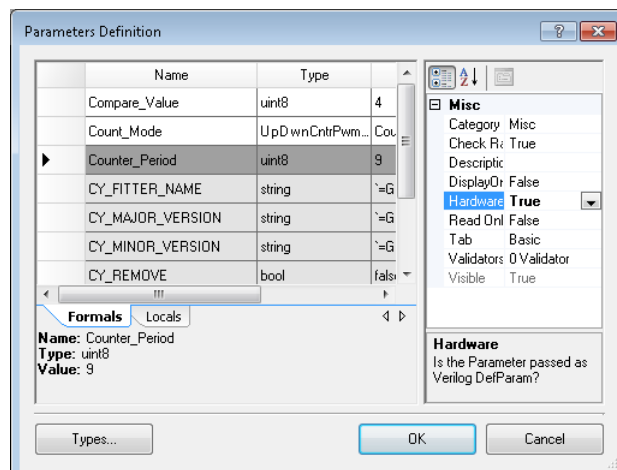 Parameters Definition
Name Type
Compare_Value uint8 4
Count_Mode UpDwnCntrPwm... Cou
Counter_Period uint8 9
CY_FITTER_NAME string `=G
CY_MAJOR_VERSION string `=G
CY_MINOR_VERSION string `=G
CY_REMOVE bool fals
Formals Locals
Name: Counter_Period
Type: uint8
Value: 9
Misc
Category Misc
Check Ra True
Descriptic
DisplayOr False
Hardware True
Read Onl False
Tab Basic
Validators 0 Validator
Visible True
Hardware
Is the Parameter passed as
Verilog DefParam?
Types... OK Cancel